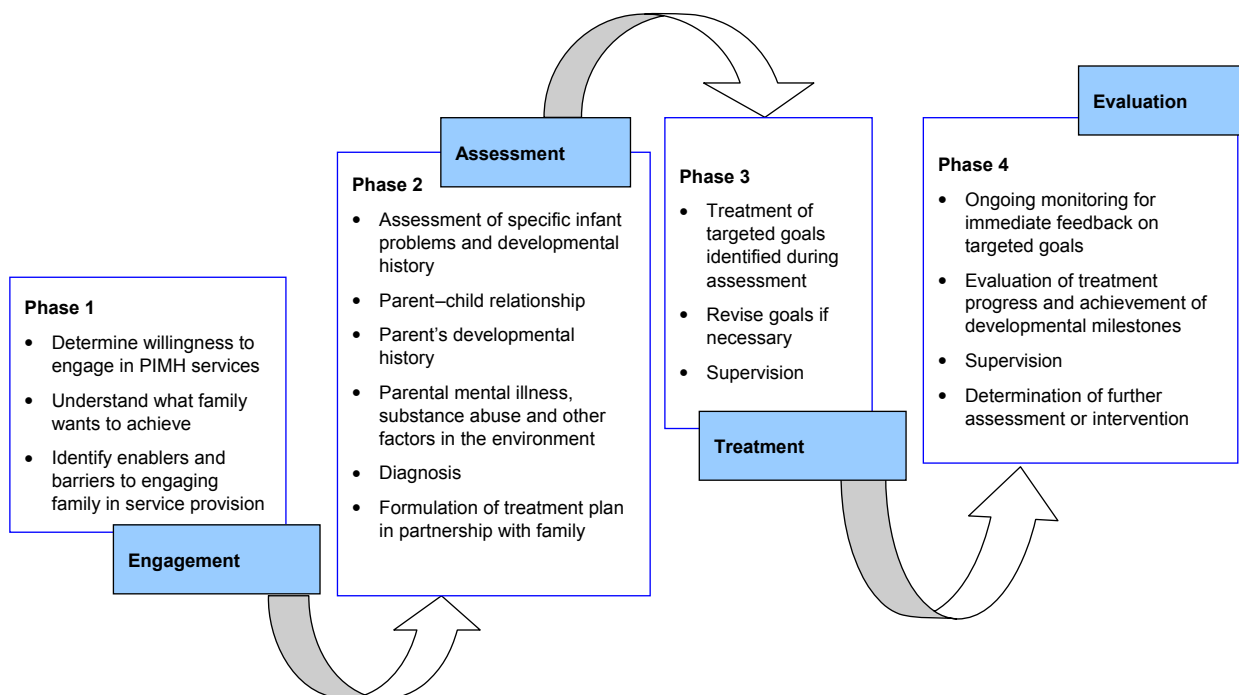 Phase 1
• Determine willingness to
engage in PIMH services
• Understand what family
wants to achieve
• Identify enablers and
barriers to engaging
family in service provision
Engagement
Assessment
Phase 2
• Assessment of specific infant
problems and developmental
history
• Parent–child relationship
• Parent's developmental
history
• Parental mental illness,
substance abuse and other
factors in the environment
• Diagnosis
• Formulation of treatment plan
in partnership with family
Phase 3
• Treatment of
targeted goals
identified during
assessment
• Revise goals if
necessary
• Supervision
Treatment
Evaluation
Phase 4
• Ongoing monitoring for
immediate feedback on
targeted goals
• Evaluation of treatment
progress and achievement of
developmental milestones
• Supervision
• Determination of further
assessment or intervention